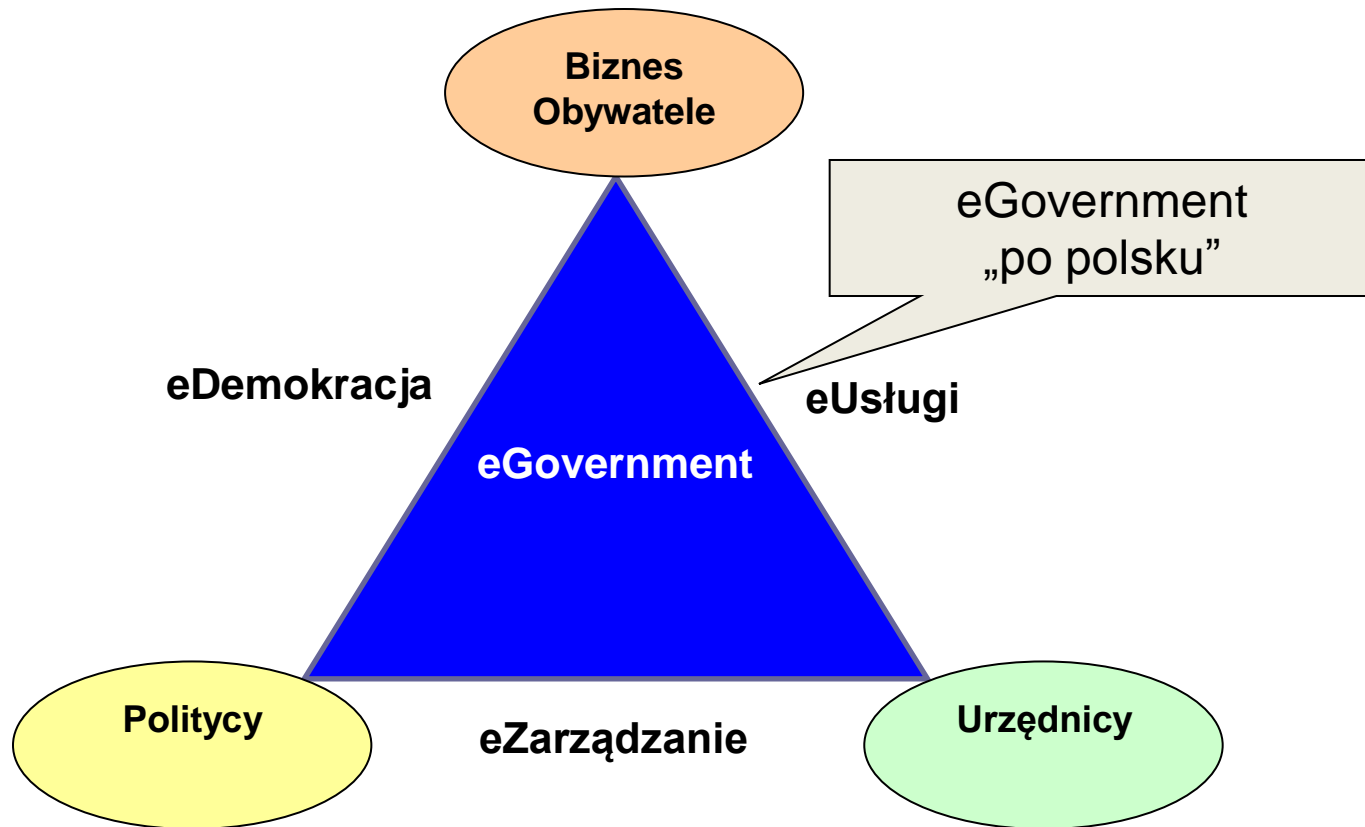 Biznes
Obywatele
eGovernment
„po polsku”
eDemokracja
eUsługi
eGovernment
Politycy
eZarządzanie
Urzędnicy